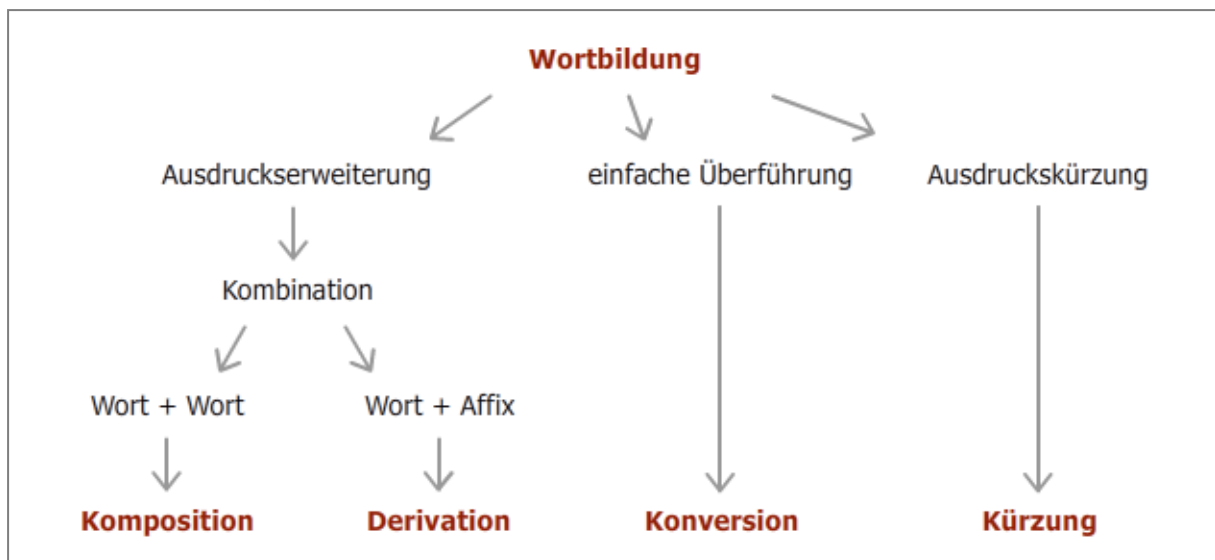 Wortbildung
Ausdruckserweiterung einfache Überführung Ausdruckskürzung
Kombination
Wort + Wort Wort + Affix
Komposition Derivation Konversion Kürzung